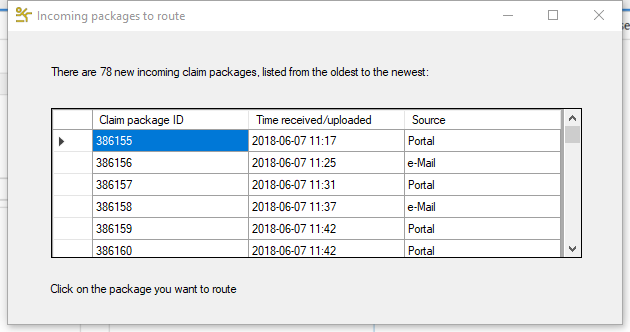 Incoming packages to route
There are 78 new incoming claim packages, listed from the oldest to the newest:
Claim package ID Time received/uploaded Source
386155 2018-06-07 11:17 Portal
386156 2018-06-07 11:25 e-Mail
386157 2018-06-07 11:31 Portal
386158 2018-06-07 11:37 e-Mail
386159 2018-06-07 11:42 Portal
386160 2018-06-07 11:42 Portal
Click on the package you want to route